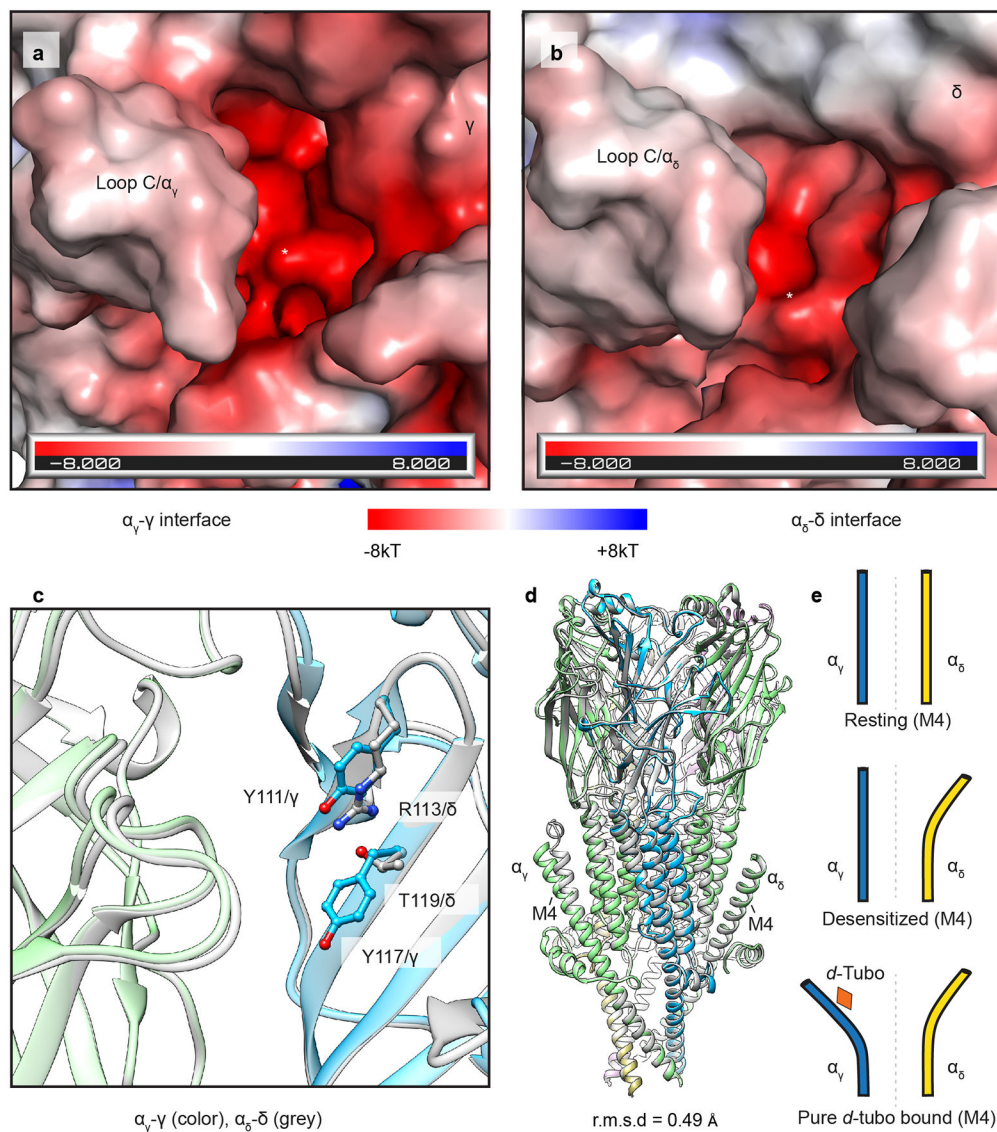 a
Loop C/αγ
γ
*
-8.000 8.000
b
Loop C/αδ
δ
*
-8.000 8.000
αγ-γ interface
-8kT +8kT
αδ-δ interface
c
Y111/γ
R113/δ
T119/δ
Y117/γ
αγ-γ (color), αδ-δ (grey)
d
αγ
M4
αδ
M4
r.m.s.d = 0.49 Å
e
αγ αδ
Resting (M4)
αγ αδ
Desensitized (M4)
d-Tubo
αγ αδ
Pure d-tubo bound (M4)